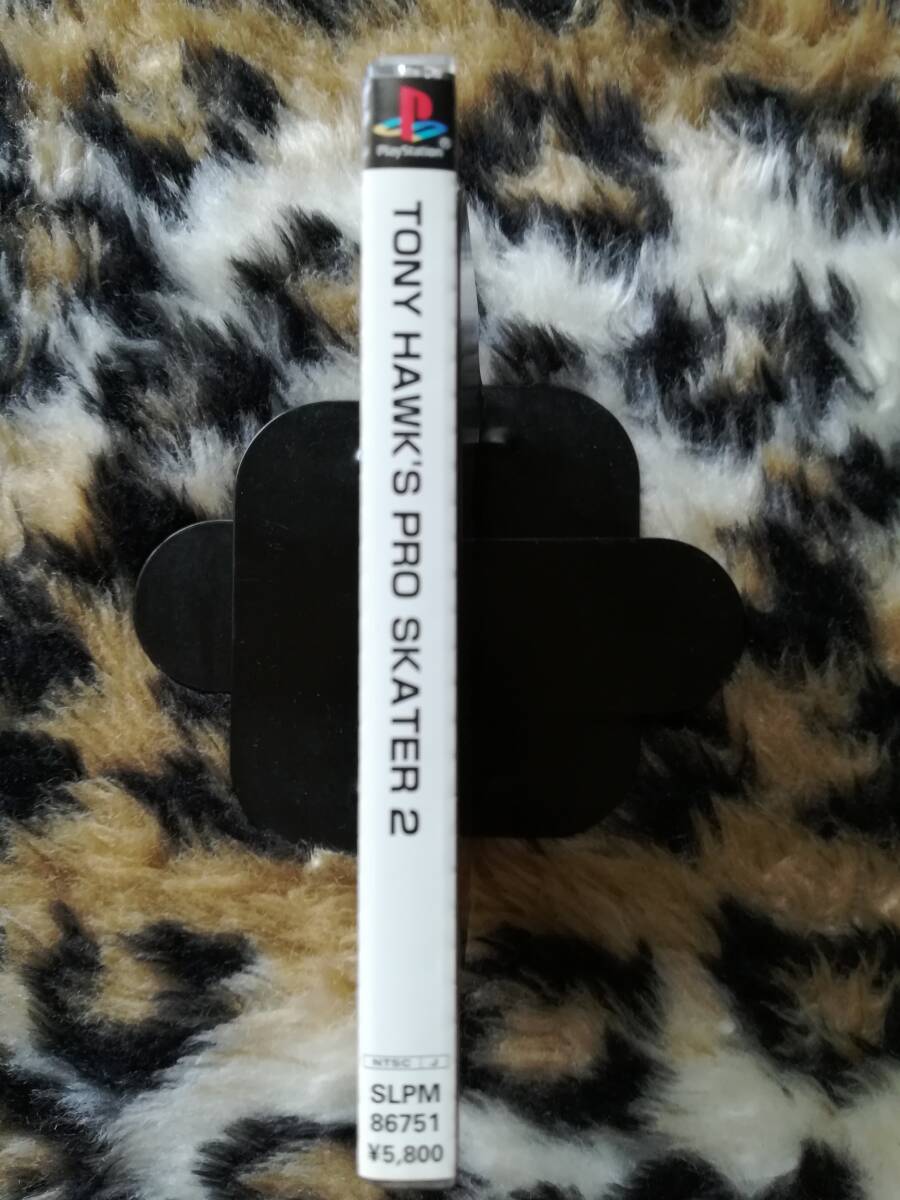 PlayStation
TONY HAWK'S PRO SKATER 2
NTSC J
SLPM
86751
¥5,800